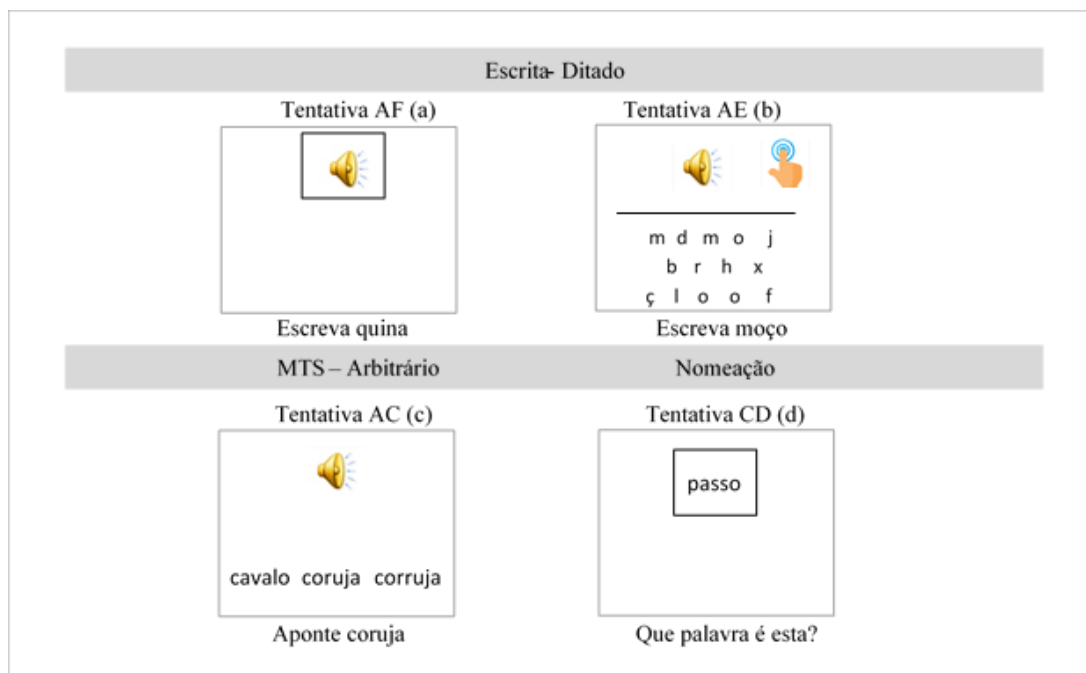 Escrita- Ditado
Tentativa AF (a)
Tentativa AE (b)
m d m o j
b r h x
ç l o o f
Escreva quina
Escreva moço
MTS – Arbitrário
Nomeação
Tentativa AC (c)
Tentativa CD (d)
passo
cavalo coruja corruja
Aponte coruja
Que palavra é esta?